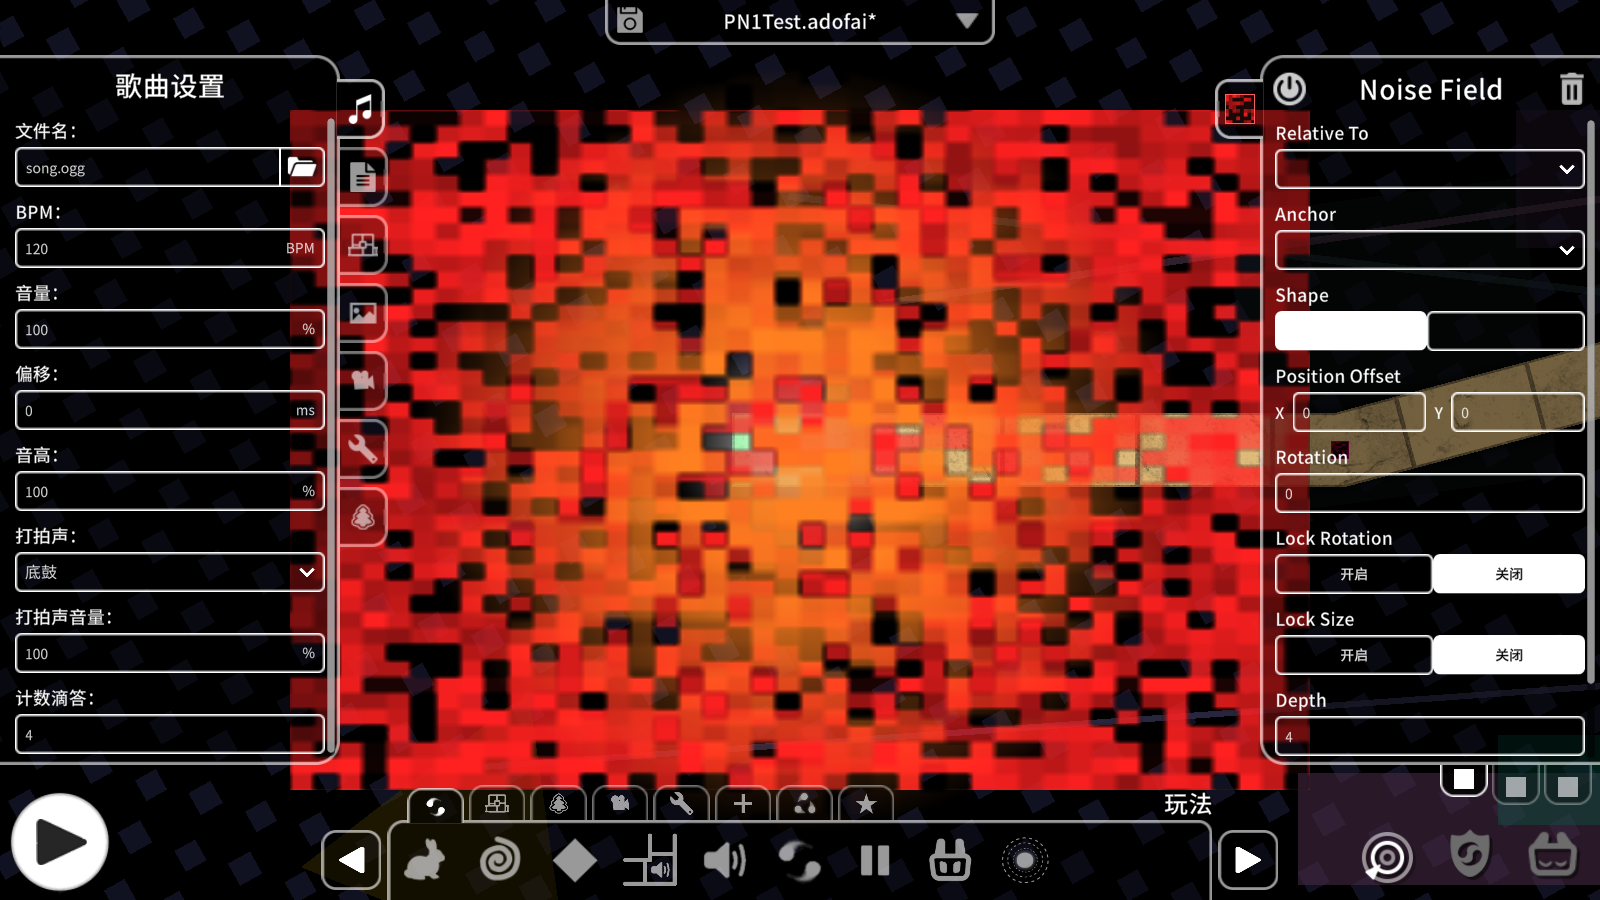 PN1Test.adofai*
歌曲设置
文件名:
song.ogg
BPM:
120
BPM
音量:
100
%
偏移:
0
ms
音高:
100
%
打拍声:
底鼓
打拍声音量:
100
%
计数滴答:
4
Noise Field
Relative To
Anchor
Shape
Position Offset
X
0
Y
0
Rotation
0
Lock Rotation
开启
关闭
Lock Size
开启
关闭
Depth
4
玩法